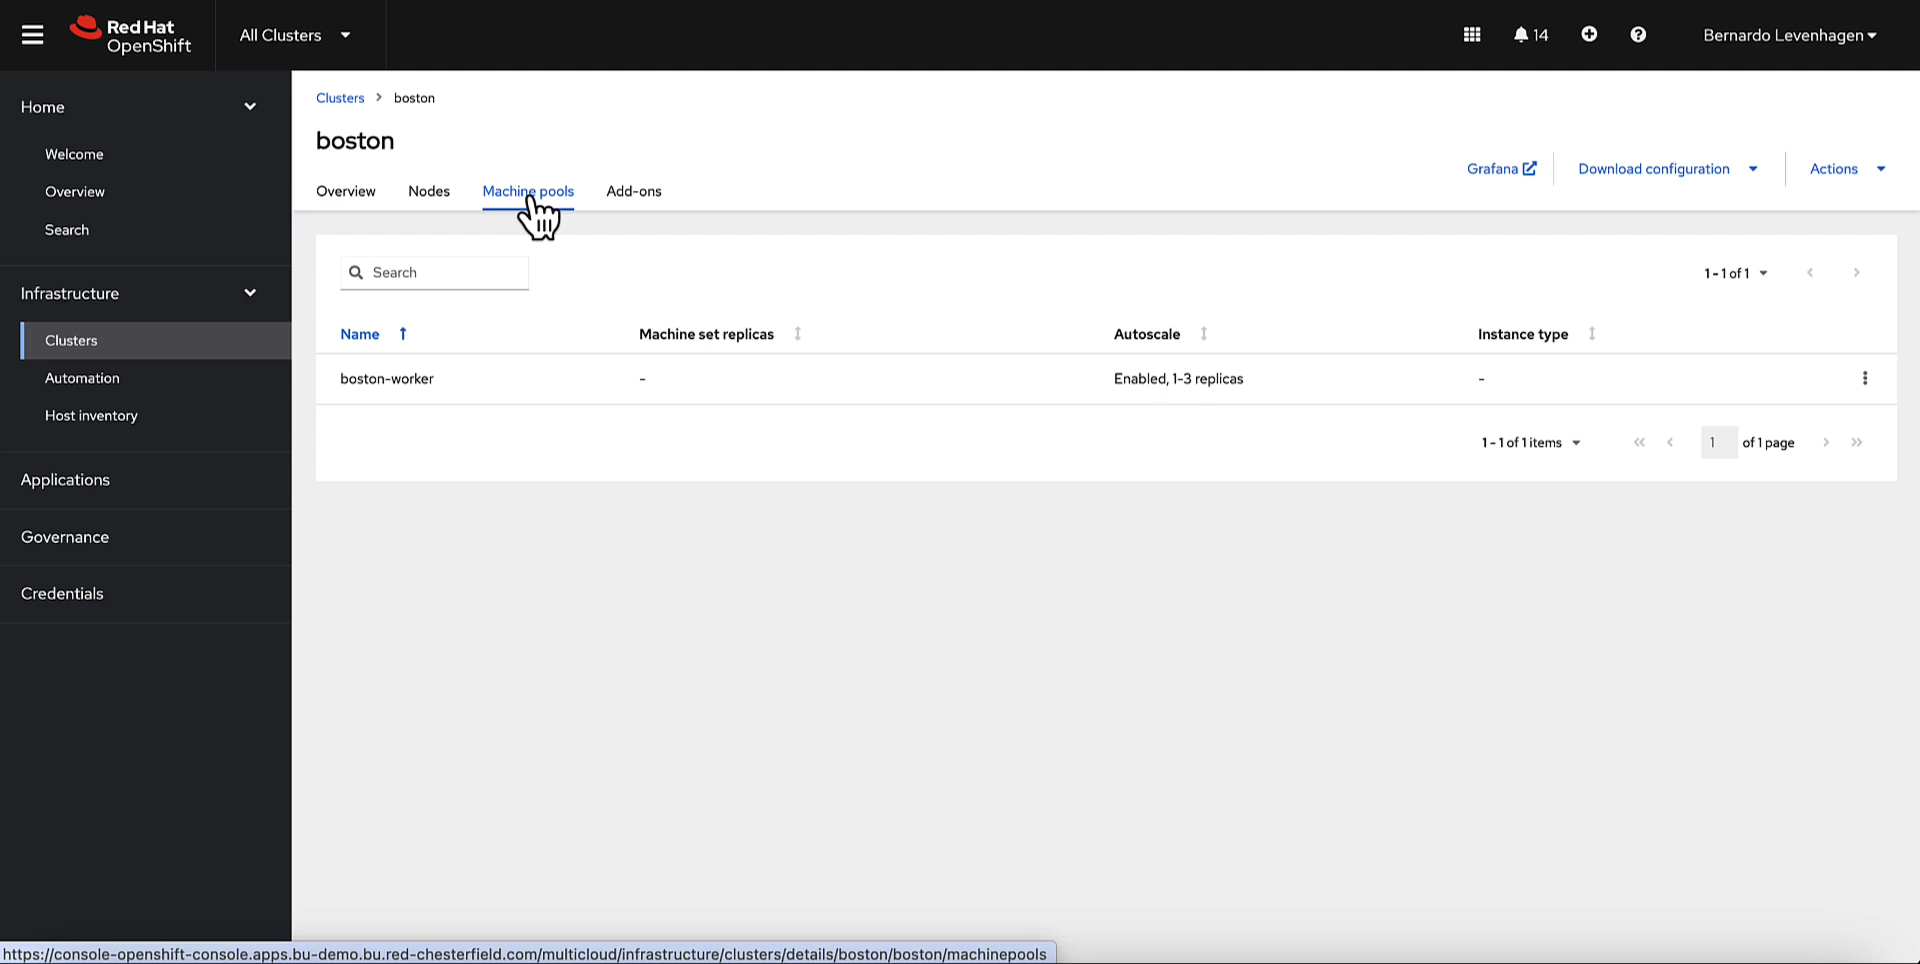 Red Hat
OpenShift
All Clusters
14
Bernardo Levenhagen
Home
Welcome
Overview
Search
Infrastructure
Clusters
Automation
Host inventory
Applications
Governance
Credentials
Clusters > boston
boston
Grafana
Download configuration
Actions
Overview Nodes Machine pools Add-ons
Search
1 - 1 of 1
Name Machine set replicas Autoscale Instance type
boston-worker - Enabled, 1-3 replicas -
1 - 1 of 1 items 1 of 1 page
https://console-openshift-console.apps.bu-demo.bu.red-chesterfield.com/multicloud/infrastructure/clusters/details/boston/boston/machinepools